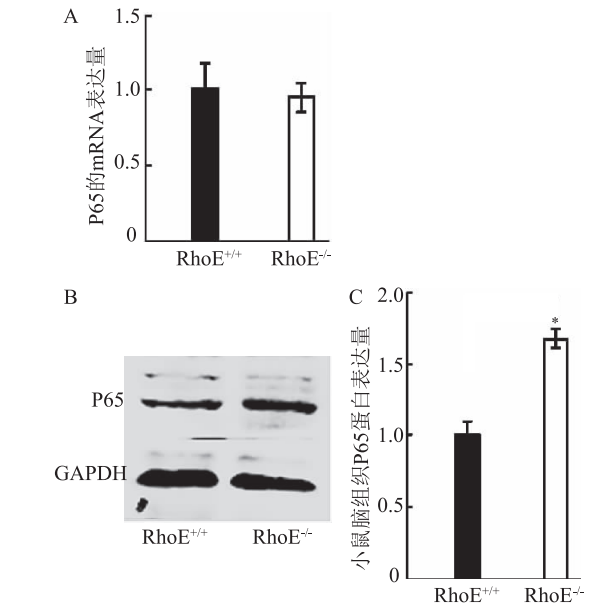 A
1.5
1.0
0.5
0
P65的mRNA表达量
RhoE+/+
RhoE-/-
B
P65
GAPDH
RhoE+/+
RhoE-/-
C
2.0
1.5
1.0
0.5
0
小鼠脑组织P65蛋白表达量
*
RhoE+/+
RhoE-/-